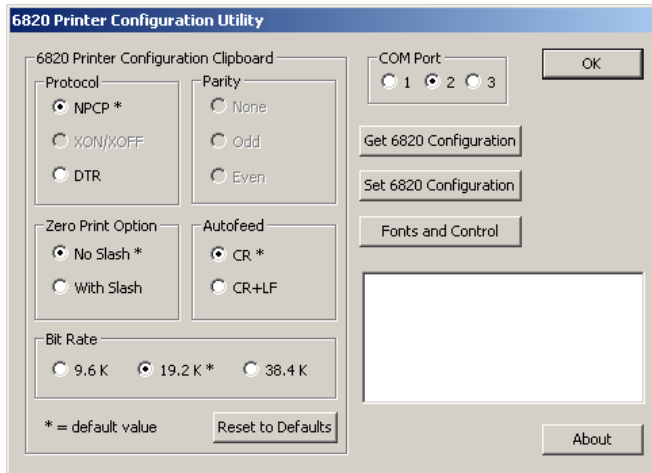 6820 Printer Configuration Utility
6820 Printer Configuration Clipboard
Protocol
NPCP *
XON/XOFF
DTR
Parity
None
Odd
Even
Zero Print Option
No Slash *
With Slash
Autofeed
CR *
CR+LF
Bit Rate
9.6 K
19.2 K *
38.4 K
* = default value
Reset to Defaults
COM Port
1
2
3
OK
Get 6820 Configuration
Set 6820 Configuration
Fonts and Control
About